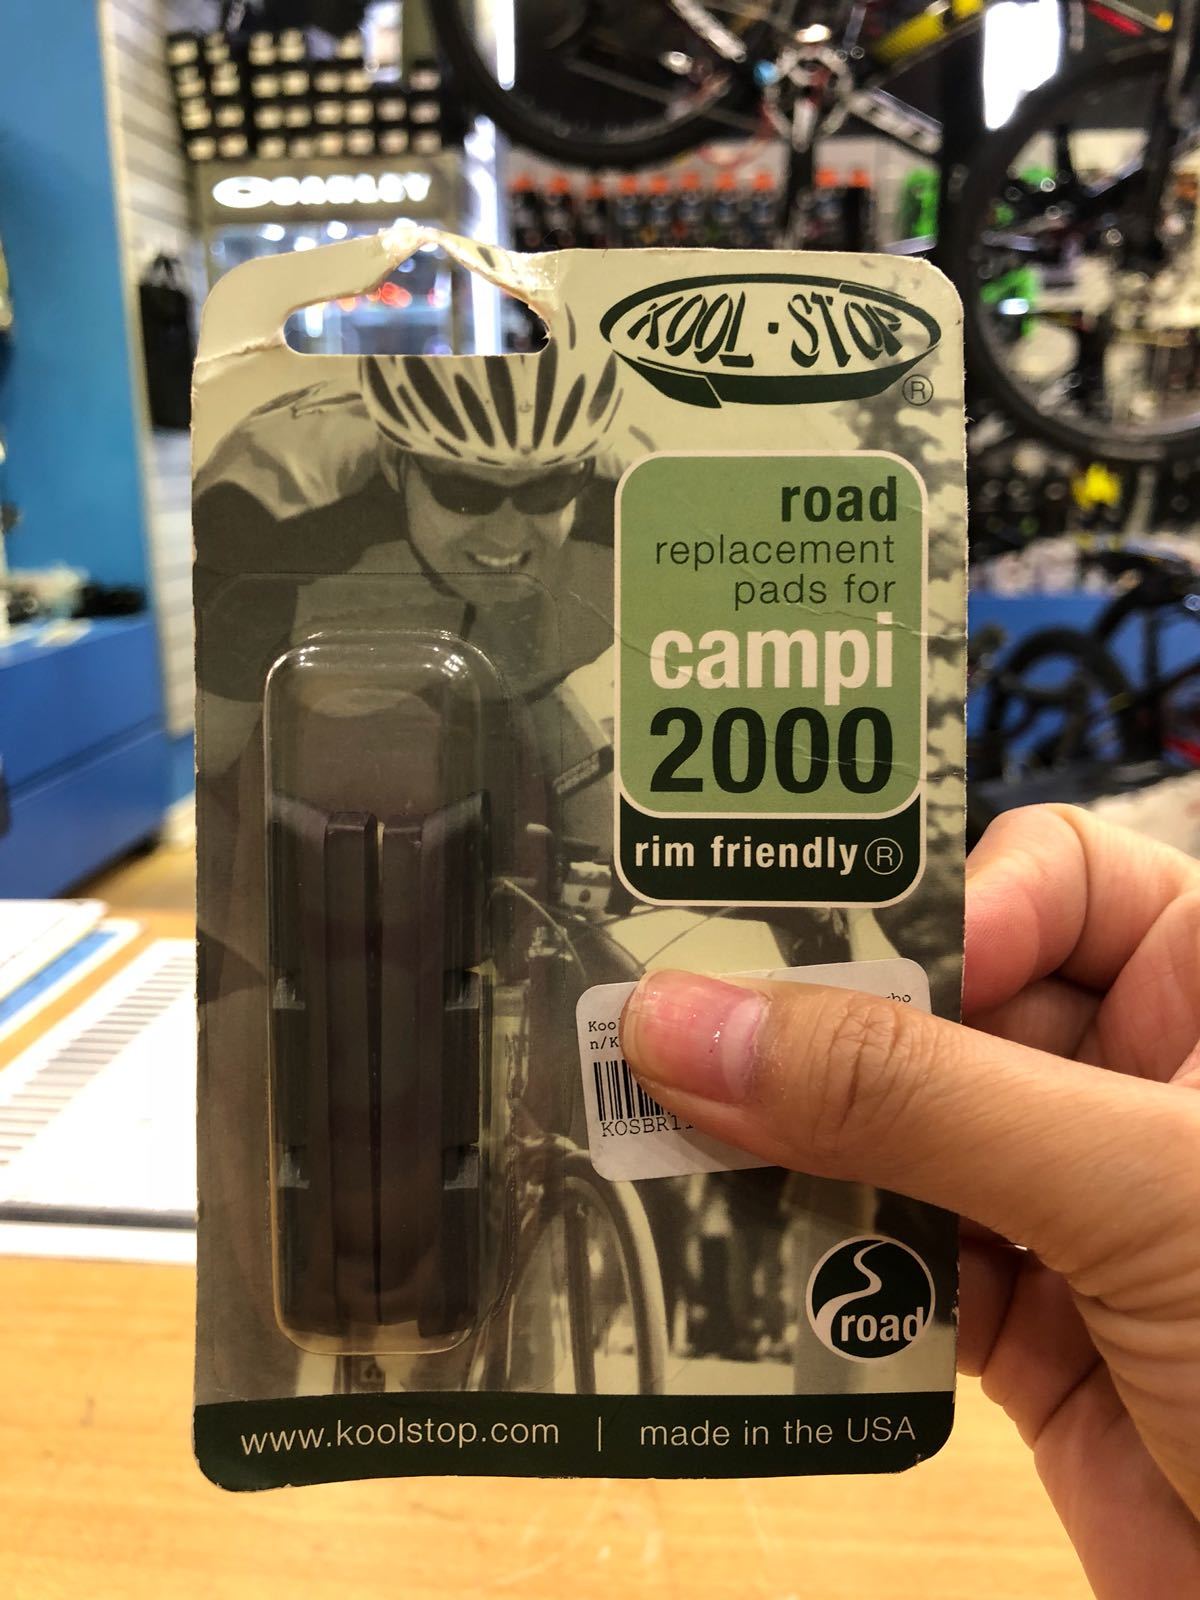 OAKLEY
KOOL·STOP
®
road
replacement
pads for
campi
2000
rim friendly®
KOSBR11
road
www.koolstop.com | made in the USA